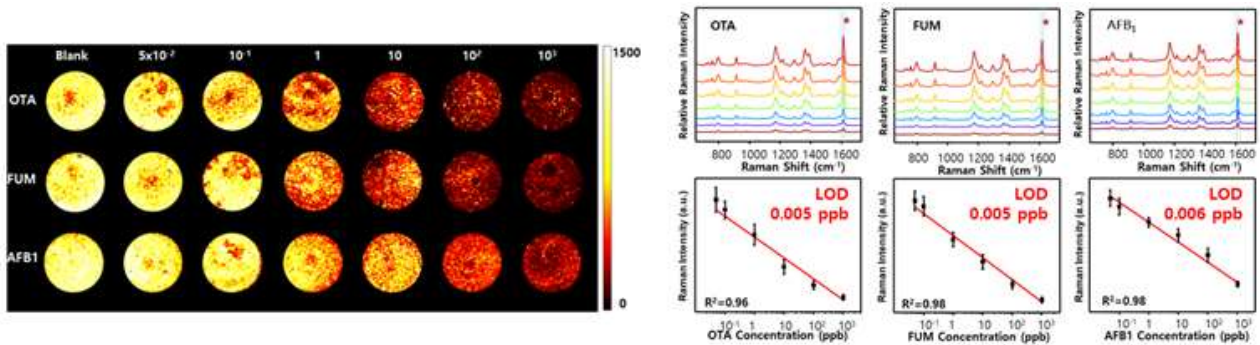 Blank 5x10⁻² 10⁻¹ 1 10 10² 10³
1500
OTA
FUM
AFB1
0
Relative Raman Intensity
OTA
*
800 1000 1200 1400 1600
Raman Shift (cm⁻¹)
Relative Raman Intensity
FUM
*
800 1000 1200 1400 1600
Raman Shift (cm⁻¹)
Relative Raman Intensity
AFB₁
*
800 1000 1200 1400 1600
Raman Shift (cm⁻¹)
Raman Intensity (a.u.)
LOD
0.005 ppb
R²=0.96
10⁻¹ 1 10 10² 10³
OTA Concentration (ppb)
Raman Intensity (a.u.)
LOD
0.005 ppb
R²=0.98
10⁻¹ 1 10 10² 10³
FUM Concentration (ppb)
Raman Intensity (a.u.)
LOD
0.006 ppb
R²=0.98
10⁻¹ 1 10 10² 10³
AFB1 Concentration (ppb)